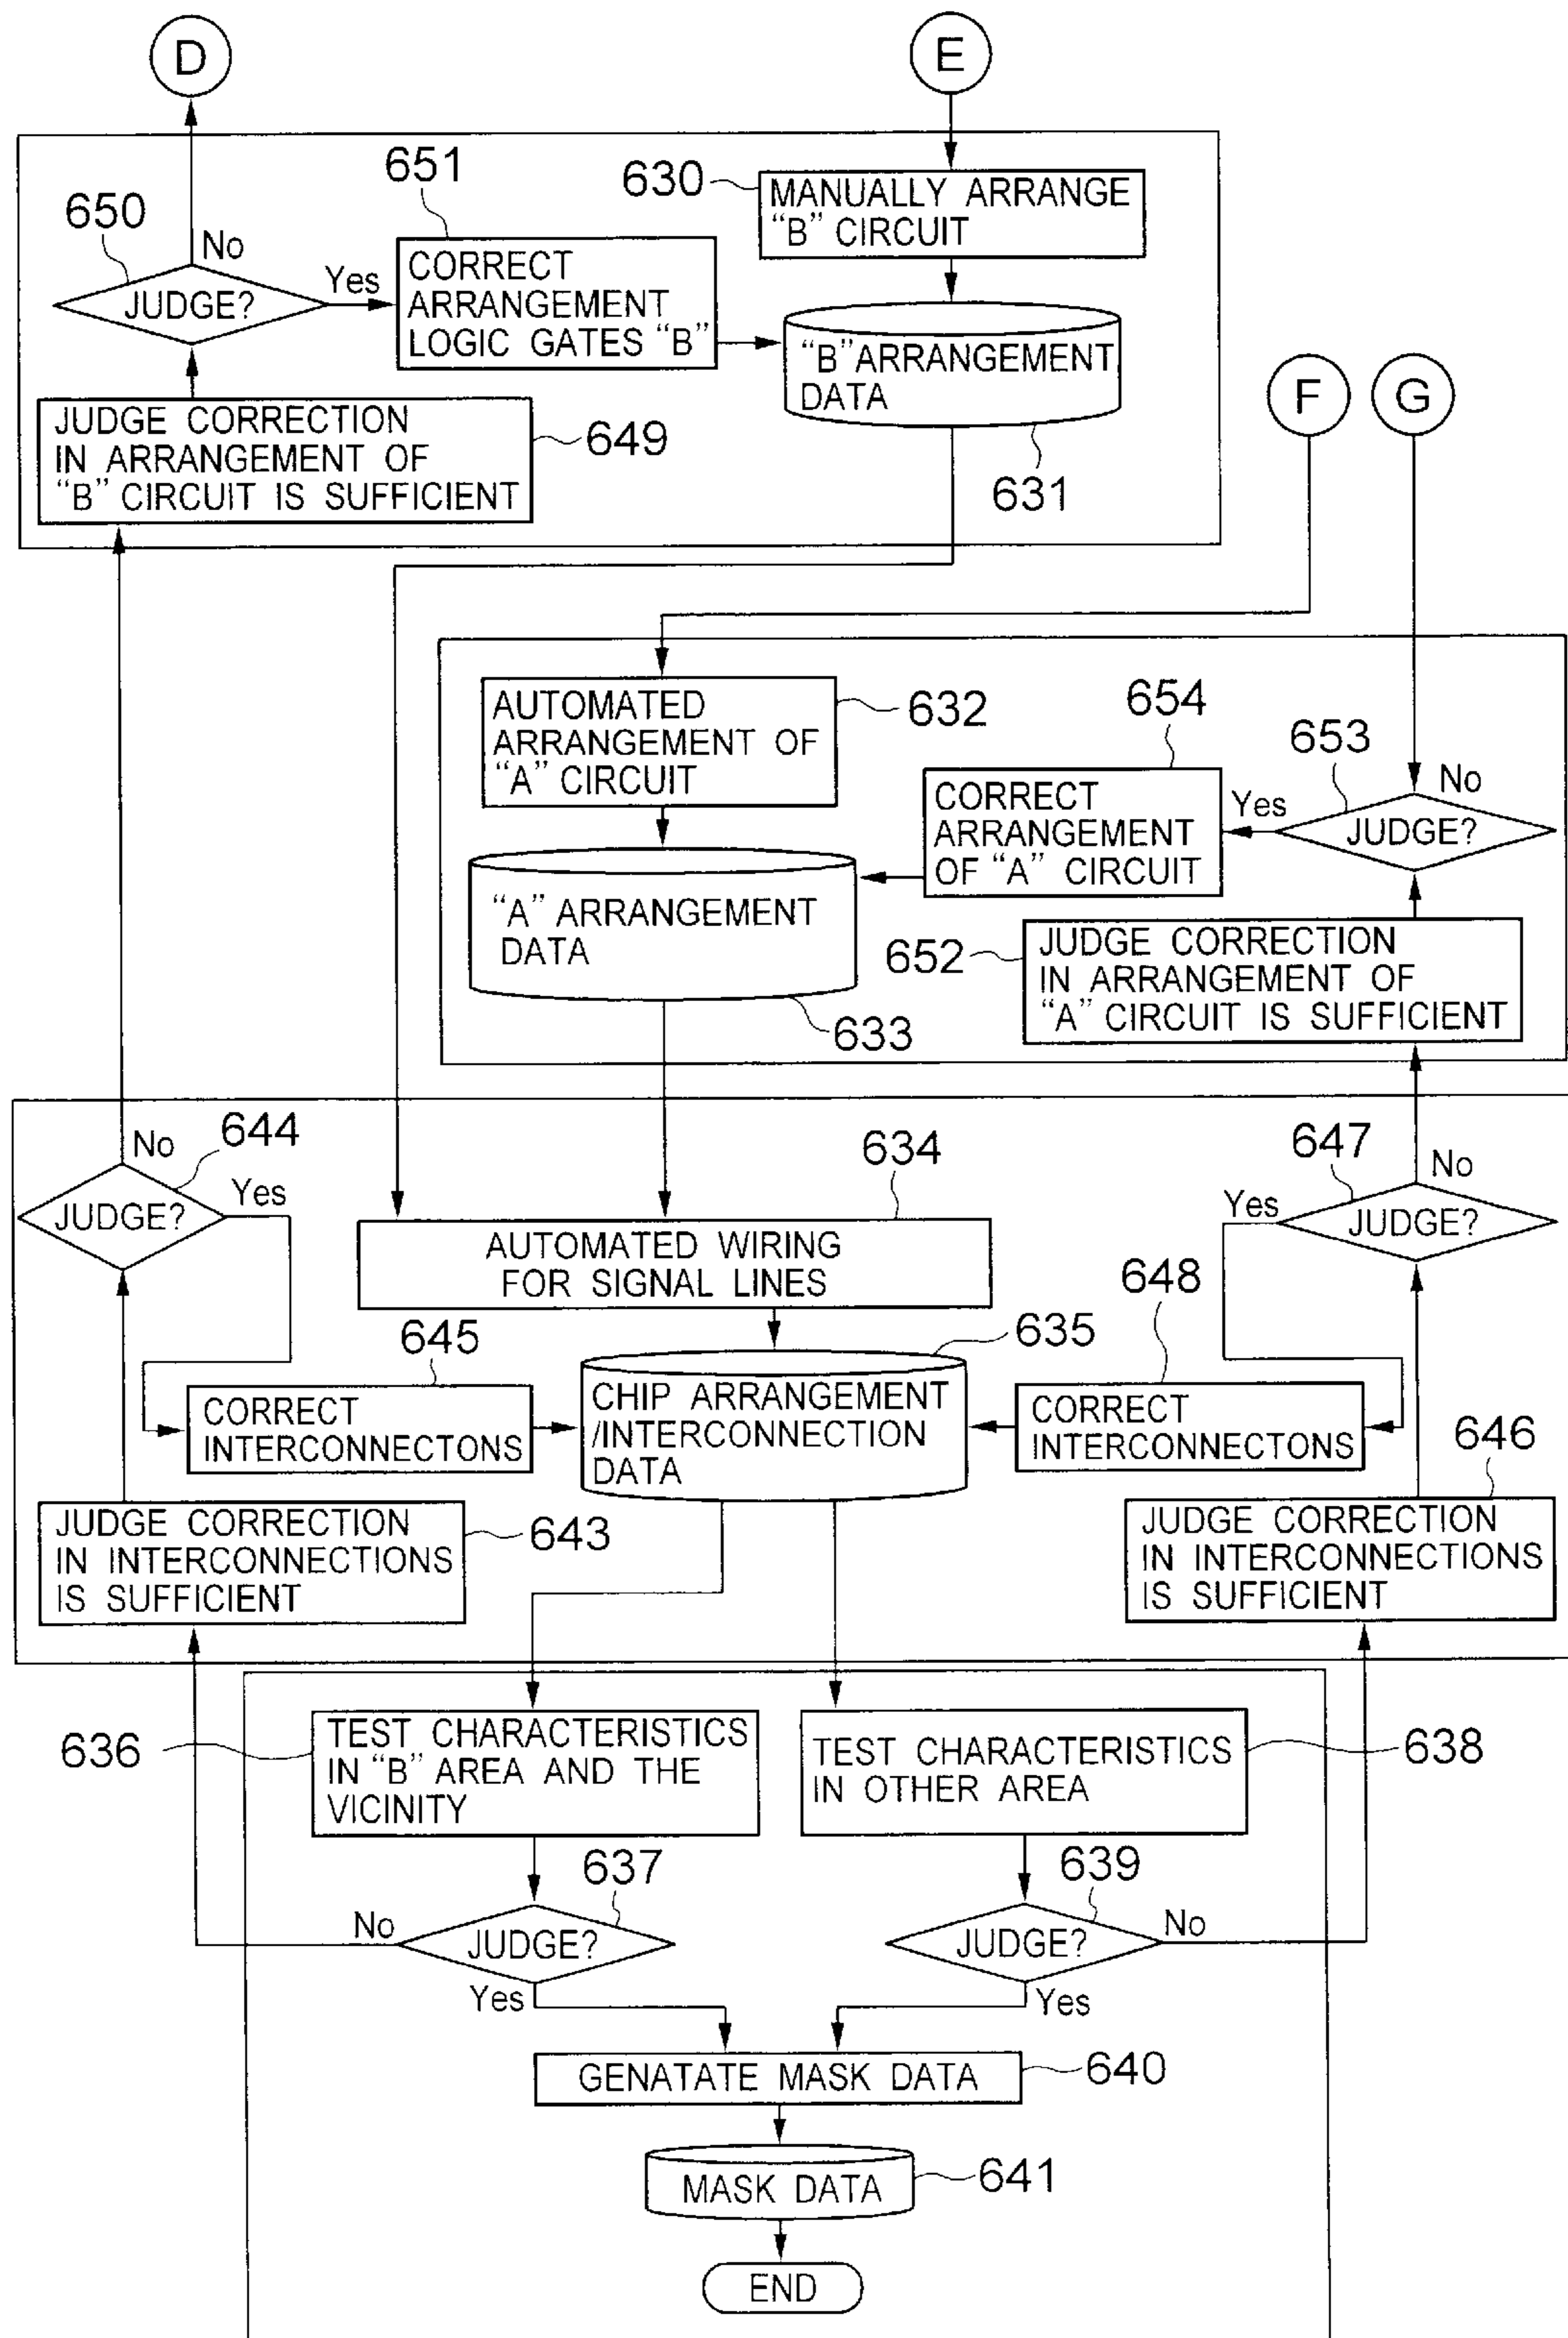 D
E
651
630
MANUALLY ARRANGE
“B” CIRCUIT
650
No
Yes
CORRECT
ARRANGEMENT
LOGIC GATES “B”
JUDGE?
“B” ARRANGEMENT
DATA
F
G
JUDGE CORRECTION
IN ARRANGEMENT OF
“B” CIRCUIT IS SUFFICIENT
649
631
AUTOMATED
ARRANGEMENT OF
“A” CIRCUIT
632
654
653
No
Yes
CORRECT
ARRANGEMENT
OF “A” CIRCUIT
JUDGE?
“A” ARRANGEMENT
DATA
652
JUDGE CORRECTION
IN ARRANGEMENT OF
“A” CIRCUIT IS SUFFICIENT
633
644
No
Yes
JUDGE?
634
647
No
Yes
JUDGE?
AUTOMATED WIRING
FOR SIGNAL LINES
645
635
648
CORRECT
INTERCONNECTONS
CHIP ARRANGEMENT
/INTERCONNECTION
DATA
CORRECT
INTERCONNECTONS
646
JUDGE CORRECTION
IN INTERCONNECTIONS
IS SUFFICIENT
643
JUDGE CORRECTION
IN INTERCONNECTIONS
IS SUFFICIENT
636
TEST CHARACTERISTICS
IN “B” AREA AND THE
VICINITY
TEST CHARACTERISTICS
IN OTHER AREA
638
637
639
No
JUDGE?
Yes
JUDGE?
No
Yes
GENATATE MASK DATA
640
MASK DATA
641
END